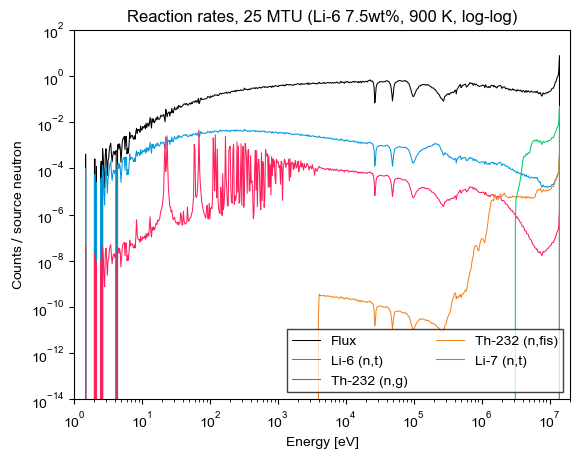 Reaction rates, 25 MTU (Li-6 7.5wt%, 900 K, log-log)
10^2
10^0
10^-2
10^-4
10^-6
10^-8
10^-10
10^-12
10^-14
Counts / source neutron
Flux
Li-6 (n,t)
Th-232 (n,g)
Th-232 (n,fis)
Li-7 (n,t)
10^0 10^1 10^2 10^3 10^4 10^5 10^6 10^7
Energy [eV]